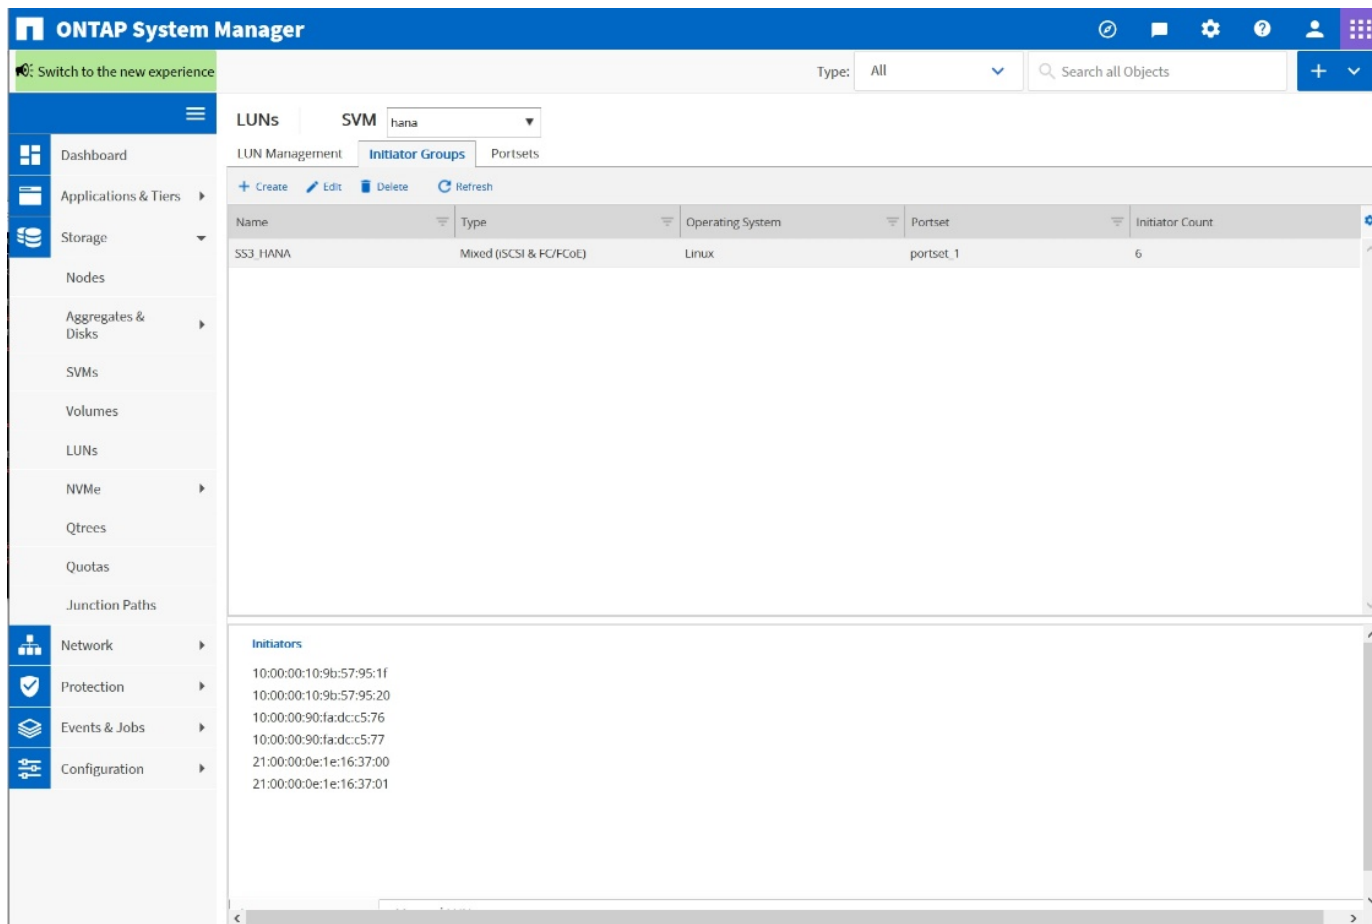 ONTAP System Manager
Switch to the new experience
Type: All
Search all Objects
LUNs SVM hana
LUN Management Initiator Groups Portsets
Create Edit Delete Refresh
Name Type Operating System Portset Initiator Count
SS3_HANA Mixed (iSCSI & FC/FCoE) Linux portset_1 6
Dashboard
Applications & Tiers
Storage
Nodes
Aggregates &
Disks
SVMs
Volumes
LUNs
NVMe
Qtrees
Quotas
Junction Paths
Network
Protection
Events & Jobs
Configuration
Initiators
10:00:00:10:9b:57:95:1f
10:00:00:10:9b:57:95:20
10:00:00:90:fa:dc:c5:76
10:00:00:90:fa:dc:c5:77
21:00:00:0e:1e:16:37:00
21:00:00:0e:1e:16:37:01